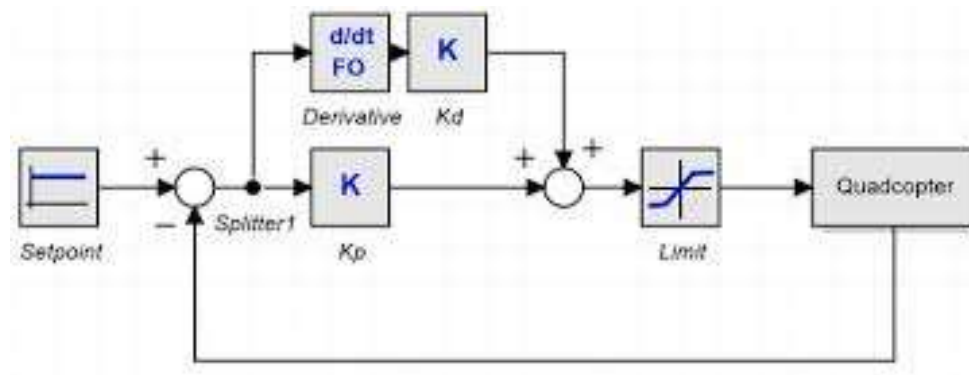 d/dt
FO
K
Derivative
Kd
+
+
+
K
Quadcopter
−
Splitter1
Setpoint
Kp
Limit